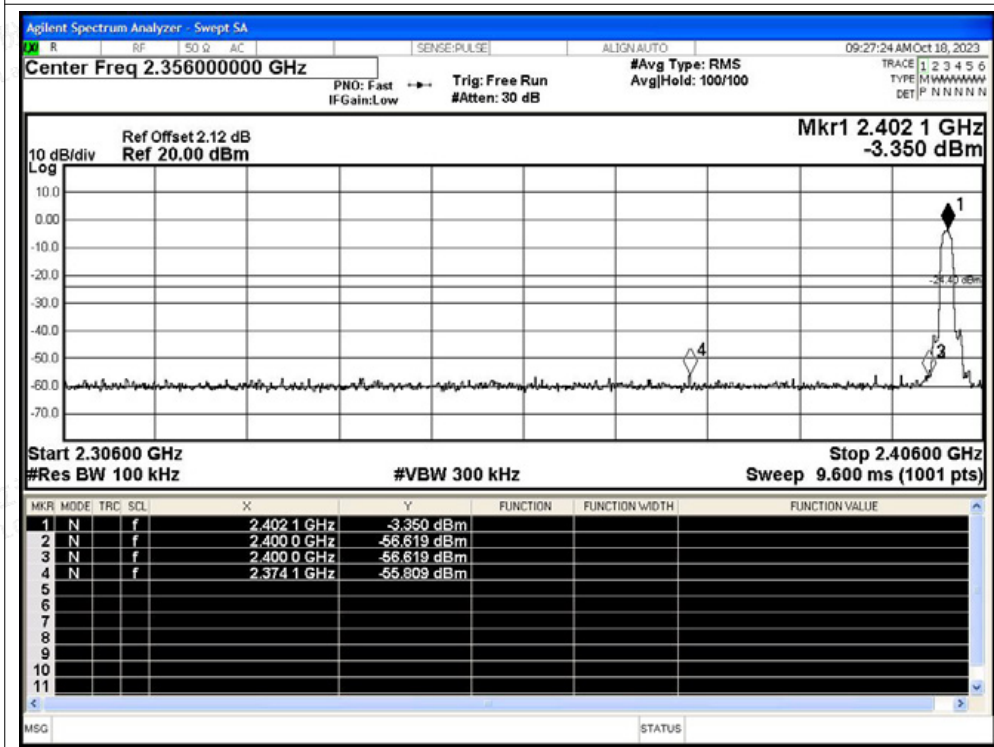 Agilent Spectrum Analyzer - Swept SA
LXI R RF 50 Ω AC SENSE:PULSE ALIGN AUTO 09:27:24 AM Oct 18, 2023
Center Freq 2.356000000 GHz
PNO: Fast
IFGain:Low
Trig: Free Run
#Atten: 30 dB
#Avg Type: RMS
Avg|Hold: 100/100
TRACE 1 2 3 4 5 6
TYPE M WWWWW
DET P N N N N N
Mkr1 2.402 1 GHz
-3.350 dBm
Ref Offset 2.12 dB
10 dB/div Ref 20.00 dBm
Log
10.0
0.00
-10.0
-20.0
-30.0
-40.0
-50.0
-60.0
-70.0
1
-24.40 dBm
4
3
Start 2.30600 GHz Stop 2.40600 GHz
#Res BW 100 kHz #VBW 300 kHz Sweep 9.600 ms (1001 pts)
MKR MODE TRC SCL X Y FUNCTION FUNCTION WIDTH FUNCTION VALUE
1 N f 2.402 1 GHz -3.350 dBm
2 N f 2.400 0 GHz -56.619 dBm
3 N f 2.400 0 GHz -56.619 dBm
4 N f 2.374 1 GHz -55.809 dBm
5
6
7
8
9
10
11
MSG STATUS